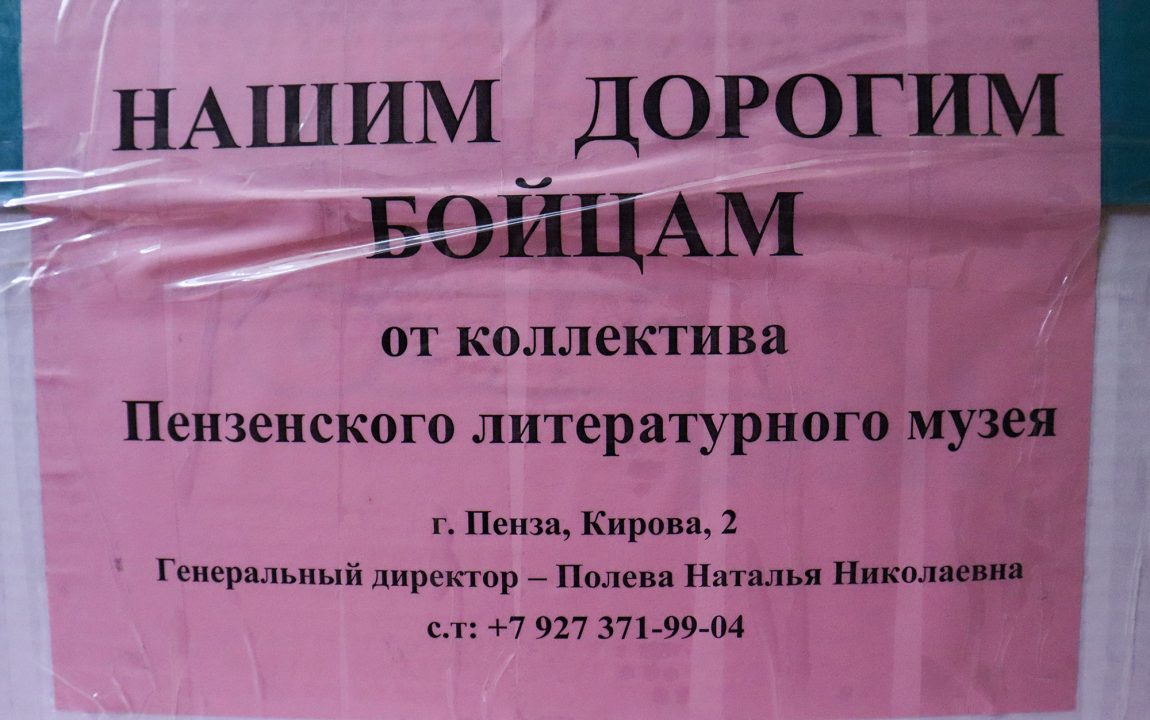 НАШИМ ДОРОГИМ
БОЙЦАМ
от коллектива
Пензенского литературного музея
г. Пенза, Кирова, 2
Генеральный директор – Полева Наталья Николаевна
с.т: +7 927 371-99-04